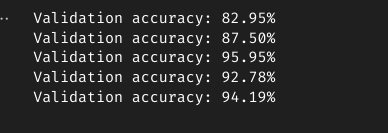 Validation accuracy: 82.95%
Validation accuracy: 87.50%
Validation accuracy: 95.95%
Validation accuracy: 92.78%
Validation accuracy: 94.19%